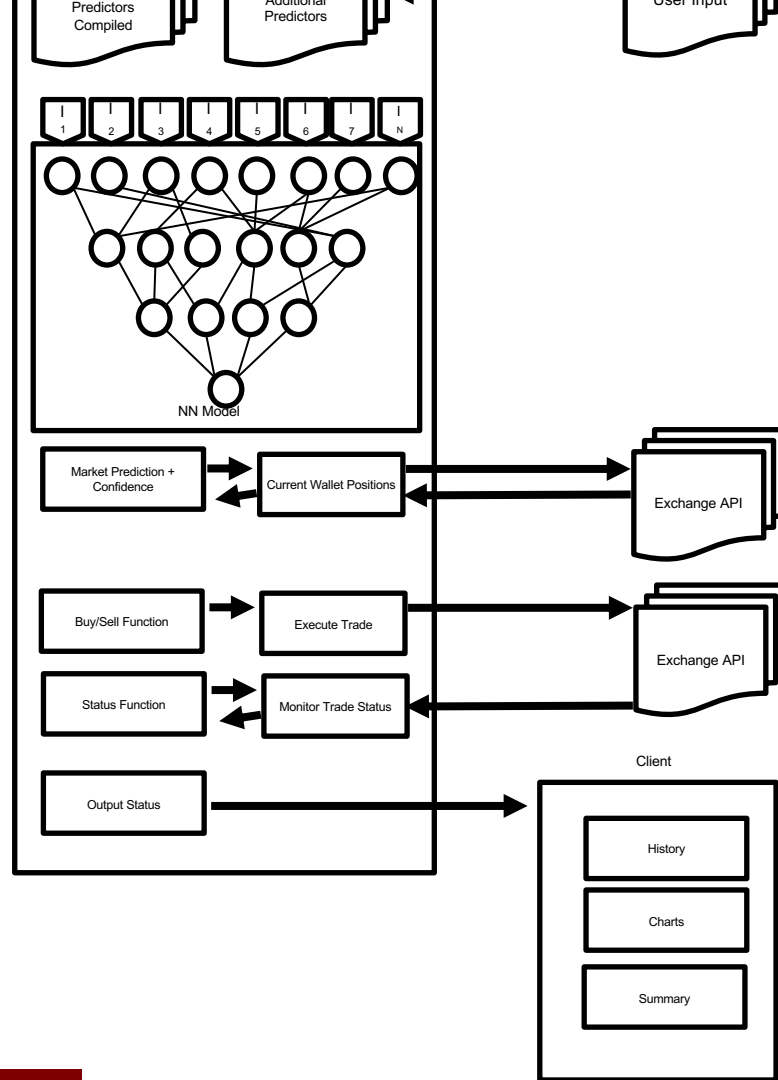 Predictors
Compiled
Additional
Predictors
User Input
I
1
I
2
I
3
I
4
I
5
I
6
I
7
I
N
NN Model
Market Prediction +
Confidence
Current Wallet Positions
Exchange API
Buy/Sell Function
Execute Trade
Exchange API
Status Function
Monitor Trade Status
Client
Output Status
History
Charts
Summary